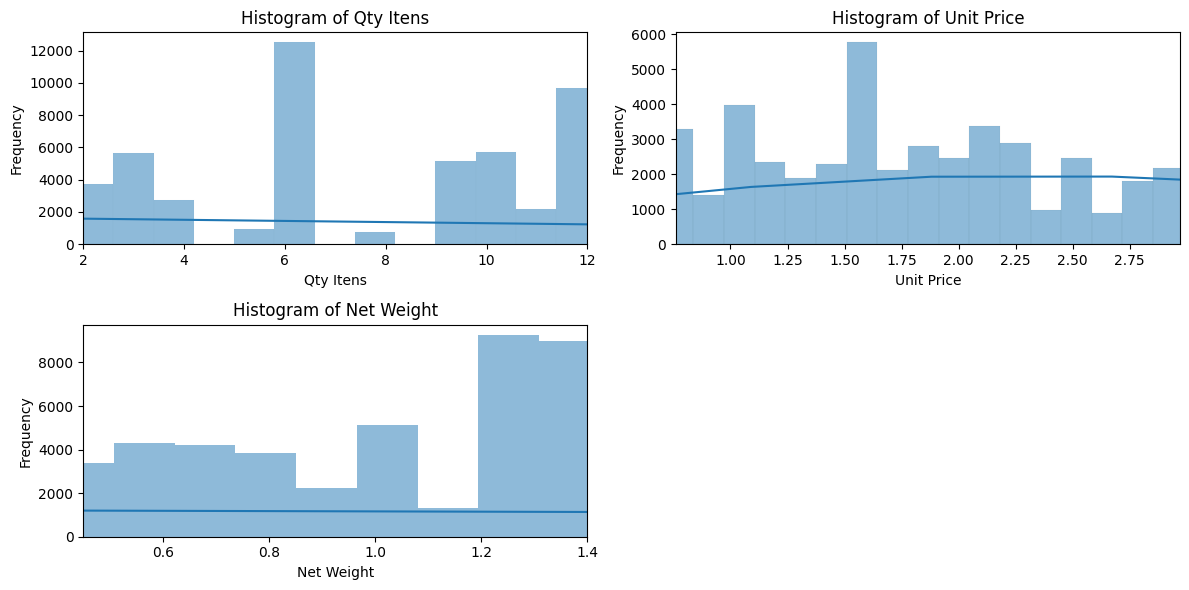 Histogram of Qty Itens
Frequency
12000
10000
8000
6000
4000
2000
0
2 4 6 8 10 12
Qty Itens
Histogram of Unit Price
Frequency
6000
5000
4000
3000
2000
1000
0
1.00 1.25 1.50 1.75 2.00 2.25 2.50 2.75
Unit Price
Histogram of Net Weight
Frequency
8000
6000
4000
2000
0
0.6 0.8 1.0 1.2 1.4
Net Weight